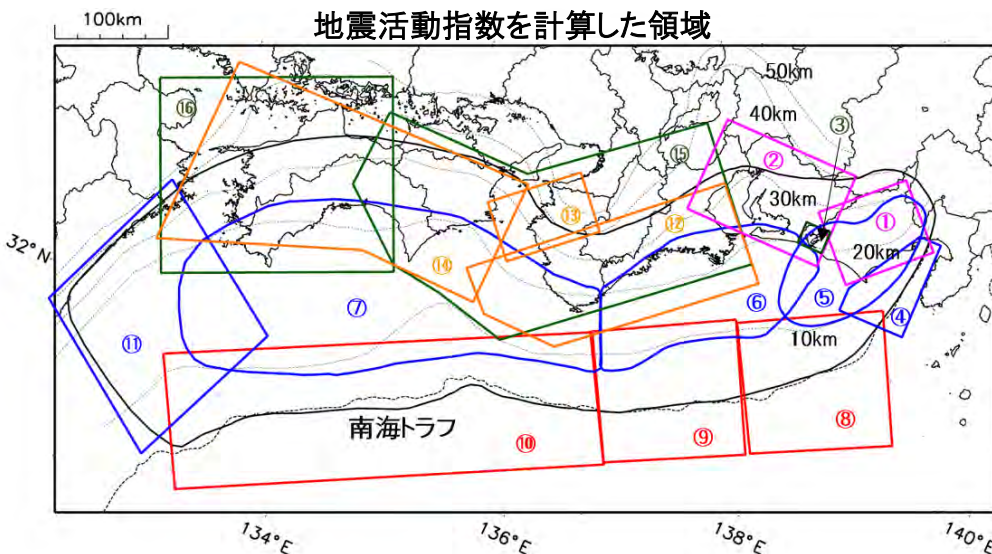 地震活動指数を計算した領域
100km
50km
⑯
40km
③
②
⑮
30km
⑬
⑫
①
32°N
20km
⑭
⑦
⑥
⑤
④
⑪
10km
南海トラフ
⑩
⑨
⑧
134°E
136°E
138°E
140°E